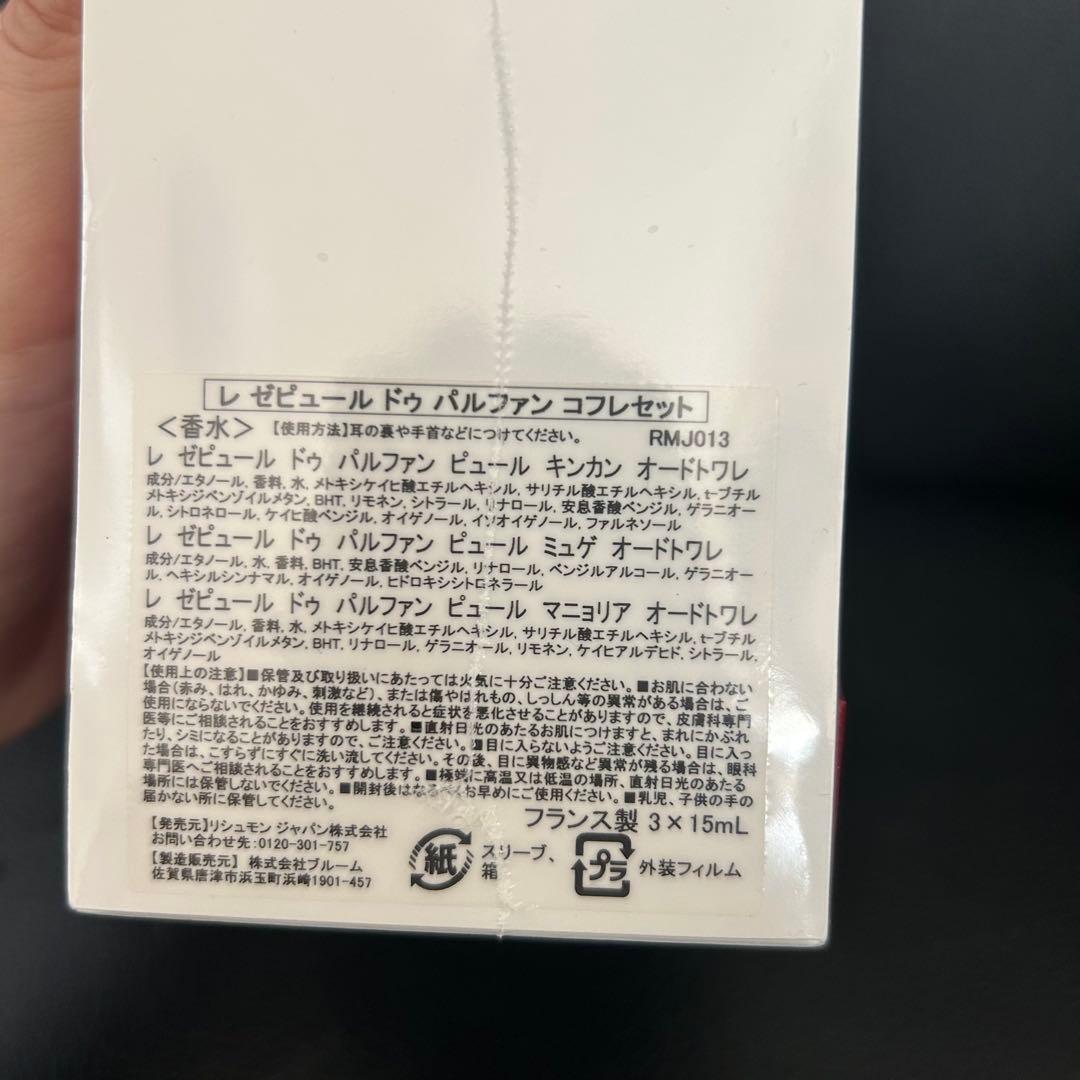 レ ゼピュール ドゥ パルファン コフレセット
＜香水＞ 【使用方法】耳の裏や手首などにつけてください。 RMJ013
レ ゼピュール ドゥ パルファン ピュール キンカン オードトワレ
成分/エタノール, 香料, 水, メトキシケイヒ酸エチルヘキシル, サリチル酸エチルヘキシル, t-ブチル
メトキシジベンゾイルメタン, BHT, リモネン, シトラール, リナロール, 安息香酸ベンジル, ゲラニオー
ル, シトロネロール, ケイヒ酸ベンジル, オイゲノール, イソオイゲノール, ファルネソール
レ ゼピュール ドゥ パルファン ピュール ミュゲ オードトワレ
成分/エタノール, 水, 香料, BHT, 安息香酸ベンジル, リナロール, ベンジルアルコール, ゲラニオー
ル, ヘキシルシンナマル, オイゲノール, ヒドロキシシトロネラール
レ ゼピュール ドゥ パルファン ピュール マニョリア オードトワレ
成分/エタノール, 香料, 水, メトキシケイヒ酸エチルヘキシル, サリチル酸エチルヘキシル, t-ブチル
メトキシジベンゾイルメタン, BHT, リナロール, ゲラニオール, リモネン, ケイヒアルデヒド, シトラール,
オイゲノール
【使用上の注意】■保管及び取り扱いにあたっては火気に十分ご注意ください。■お肌に合わない
場合(赤み、はれ、かゆみ、刺激など)、または傷やはれもの、しっしん等の異常がある場合は、ご
使用にならないでください。使用を継続されると症状を悪化させることがありますので、皮膚科専門
医等にご相談されることをおすすめします。■直射日光のあたるお肌につけますと、まれにかぶれ
たり、シミになることがありますので、ご注意ください。■目に入らないようご注意ください。目に入っ
た場合は、こすらずにすぐに洗い流してください。その後、目に異物感など異常が残る場合は、眼科
専門医へご相談されることをおすすめします。■極端に高温又は低温の場所、直射日光のあたる
場所には保管しないでください。■開封後はなるべくお早めにご使用ください。■乳児、子供の手の
届かない所に保管してください。
フランス製 3×15mL
【発売元】リシュモン ジャパン株式会社
お問い合わせ先:0120-301-757
【製造販売元】 株式会社ブルーム
佐賀県唐津市浜玉町浜崎1901-457
紙 スリーブ、
箱
プラ 外装フィルム